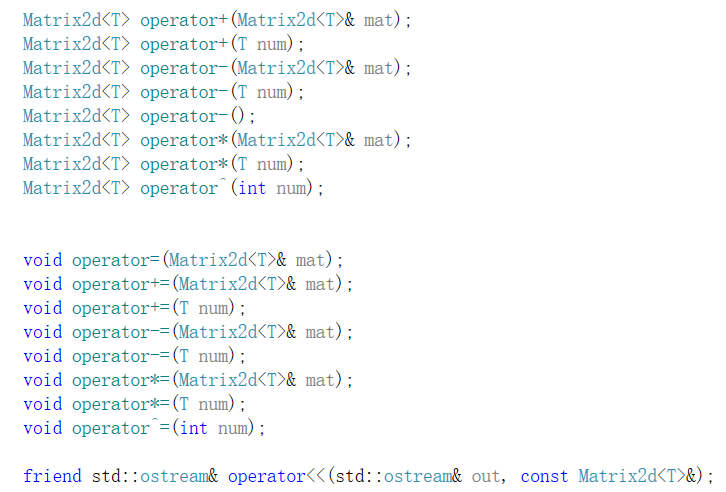 Matrix2d<T> operator+(Matrix2d<T>& mat);
Matrix2d<T> operator+(T num);
Matrix2d<T> operator-(Matrix2d<T>& mat);
Matrix2d<T> operator-(T num);
Matrix2d<T> operator-();
Matrix2d<T> operator*(Matrix2d<T>& mat);
Matrix2d<T> operator*(T num);
Matrix2d<T> operator^(int num);
void operator=(Matrix2d<T>& mat);
void operator+=(Matrix2d<T>& mat);
void operator+=(T num);
void operator-=(Matrix2d<T>& mat);
void operator-=(T num);
void operator*=(Matrix2d<T>& mat);
void operator*=(T num);
void operator^=(int num);
friend std::ostream& operator<<(std::ostream& out, const Matrix2d<T>&);